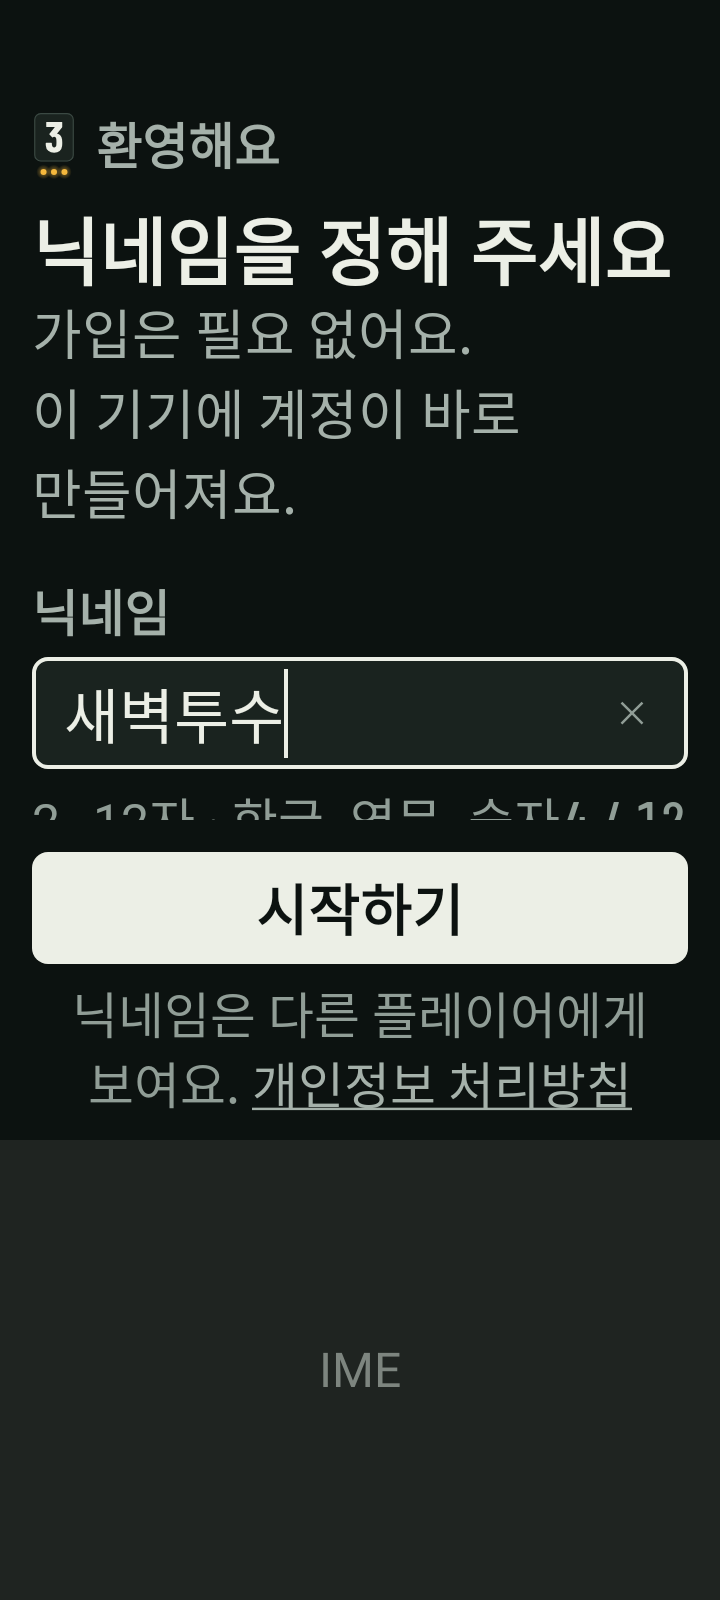 3 환영해요
닉네임을 정해 주세요
가입은 필요 없어요.
이 기기에 계정이 바로
만들어져요.
닉네임
새벽투수
시작하기
닉네임은 다른 플레이어에게
보여요. 개인정보 처리방침
IME